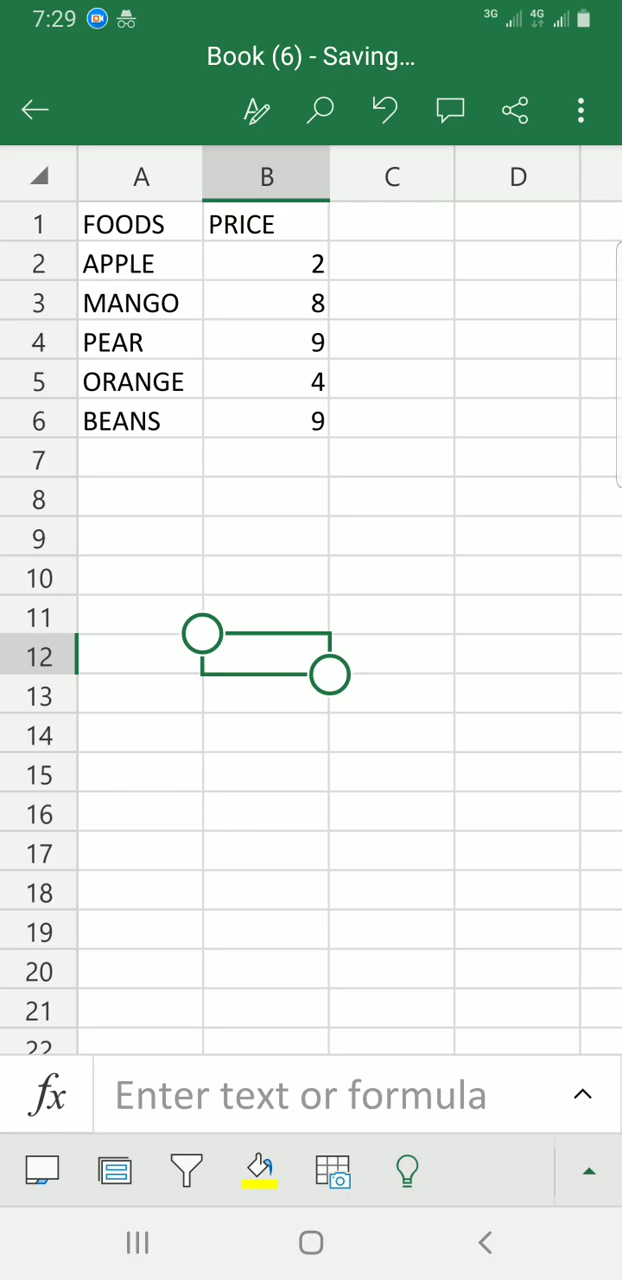 7:29 3G 4G
Book (6) - Saving...
A B C D
1 FOODS PRICE
2 APPLE 2
3 MANGO 8
4 PEAR 9
5 ORANGE 4
6 BEANS 9
7
8
9
10
11
12
13
14
15
16
17
18
19
20
21
22
fx Enter text or formula